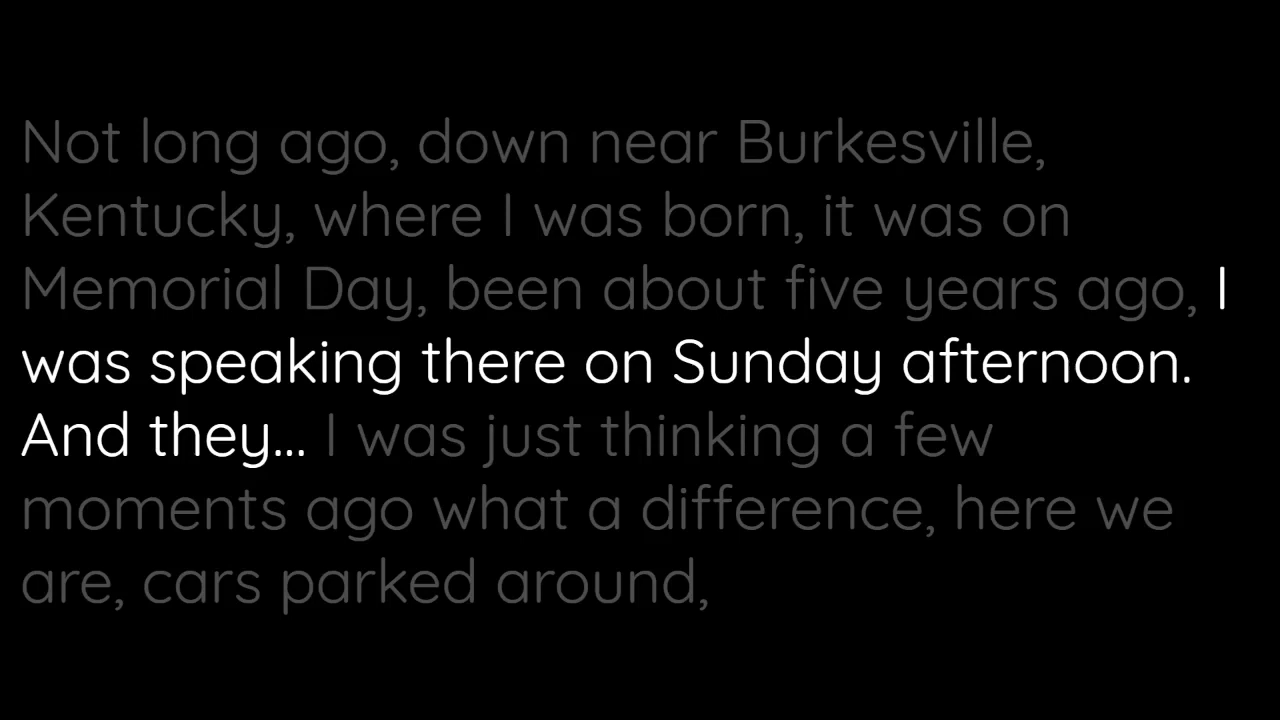 Not long ago, down near Burkesville,
Kentucky, where I was born, it was on
Memorial Day, been about five years ago, I
was speaking there on Sunday afternoon.
And they... I was just thinking a few
moments ago what a difference, here we
are, cars parked around,